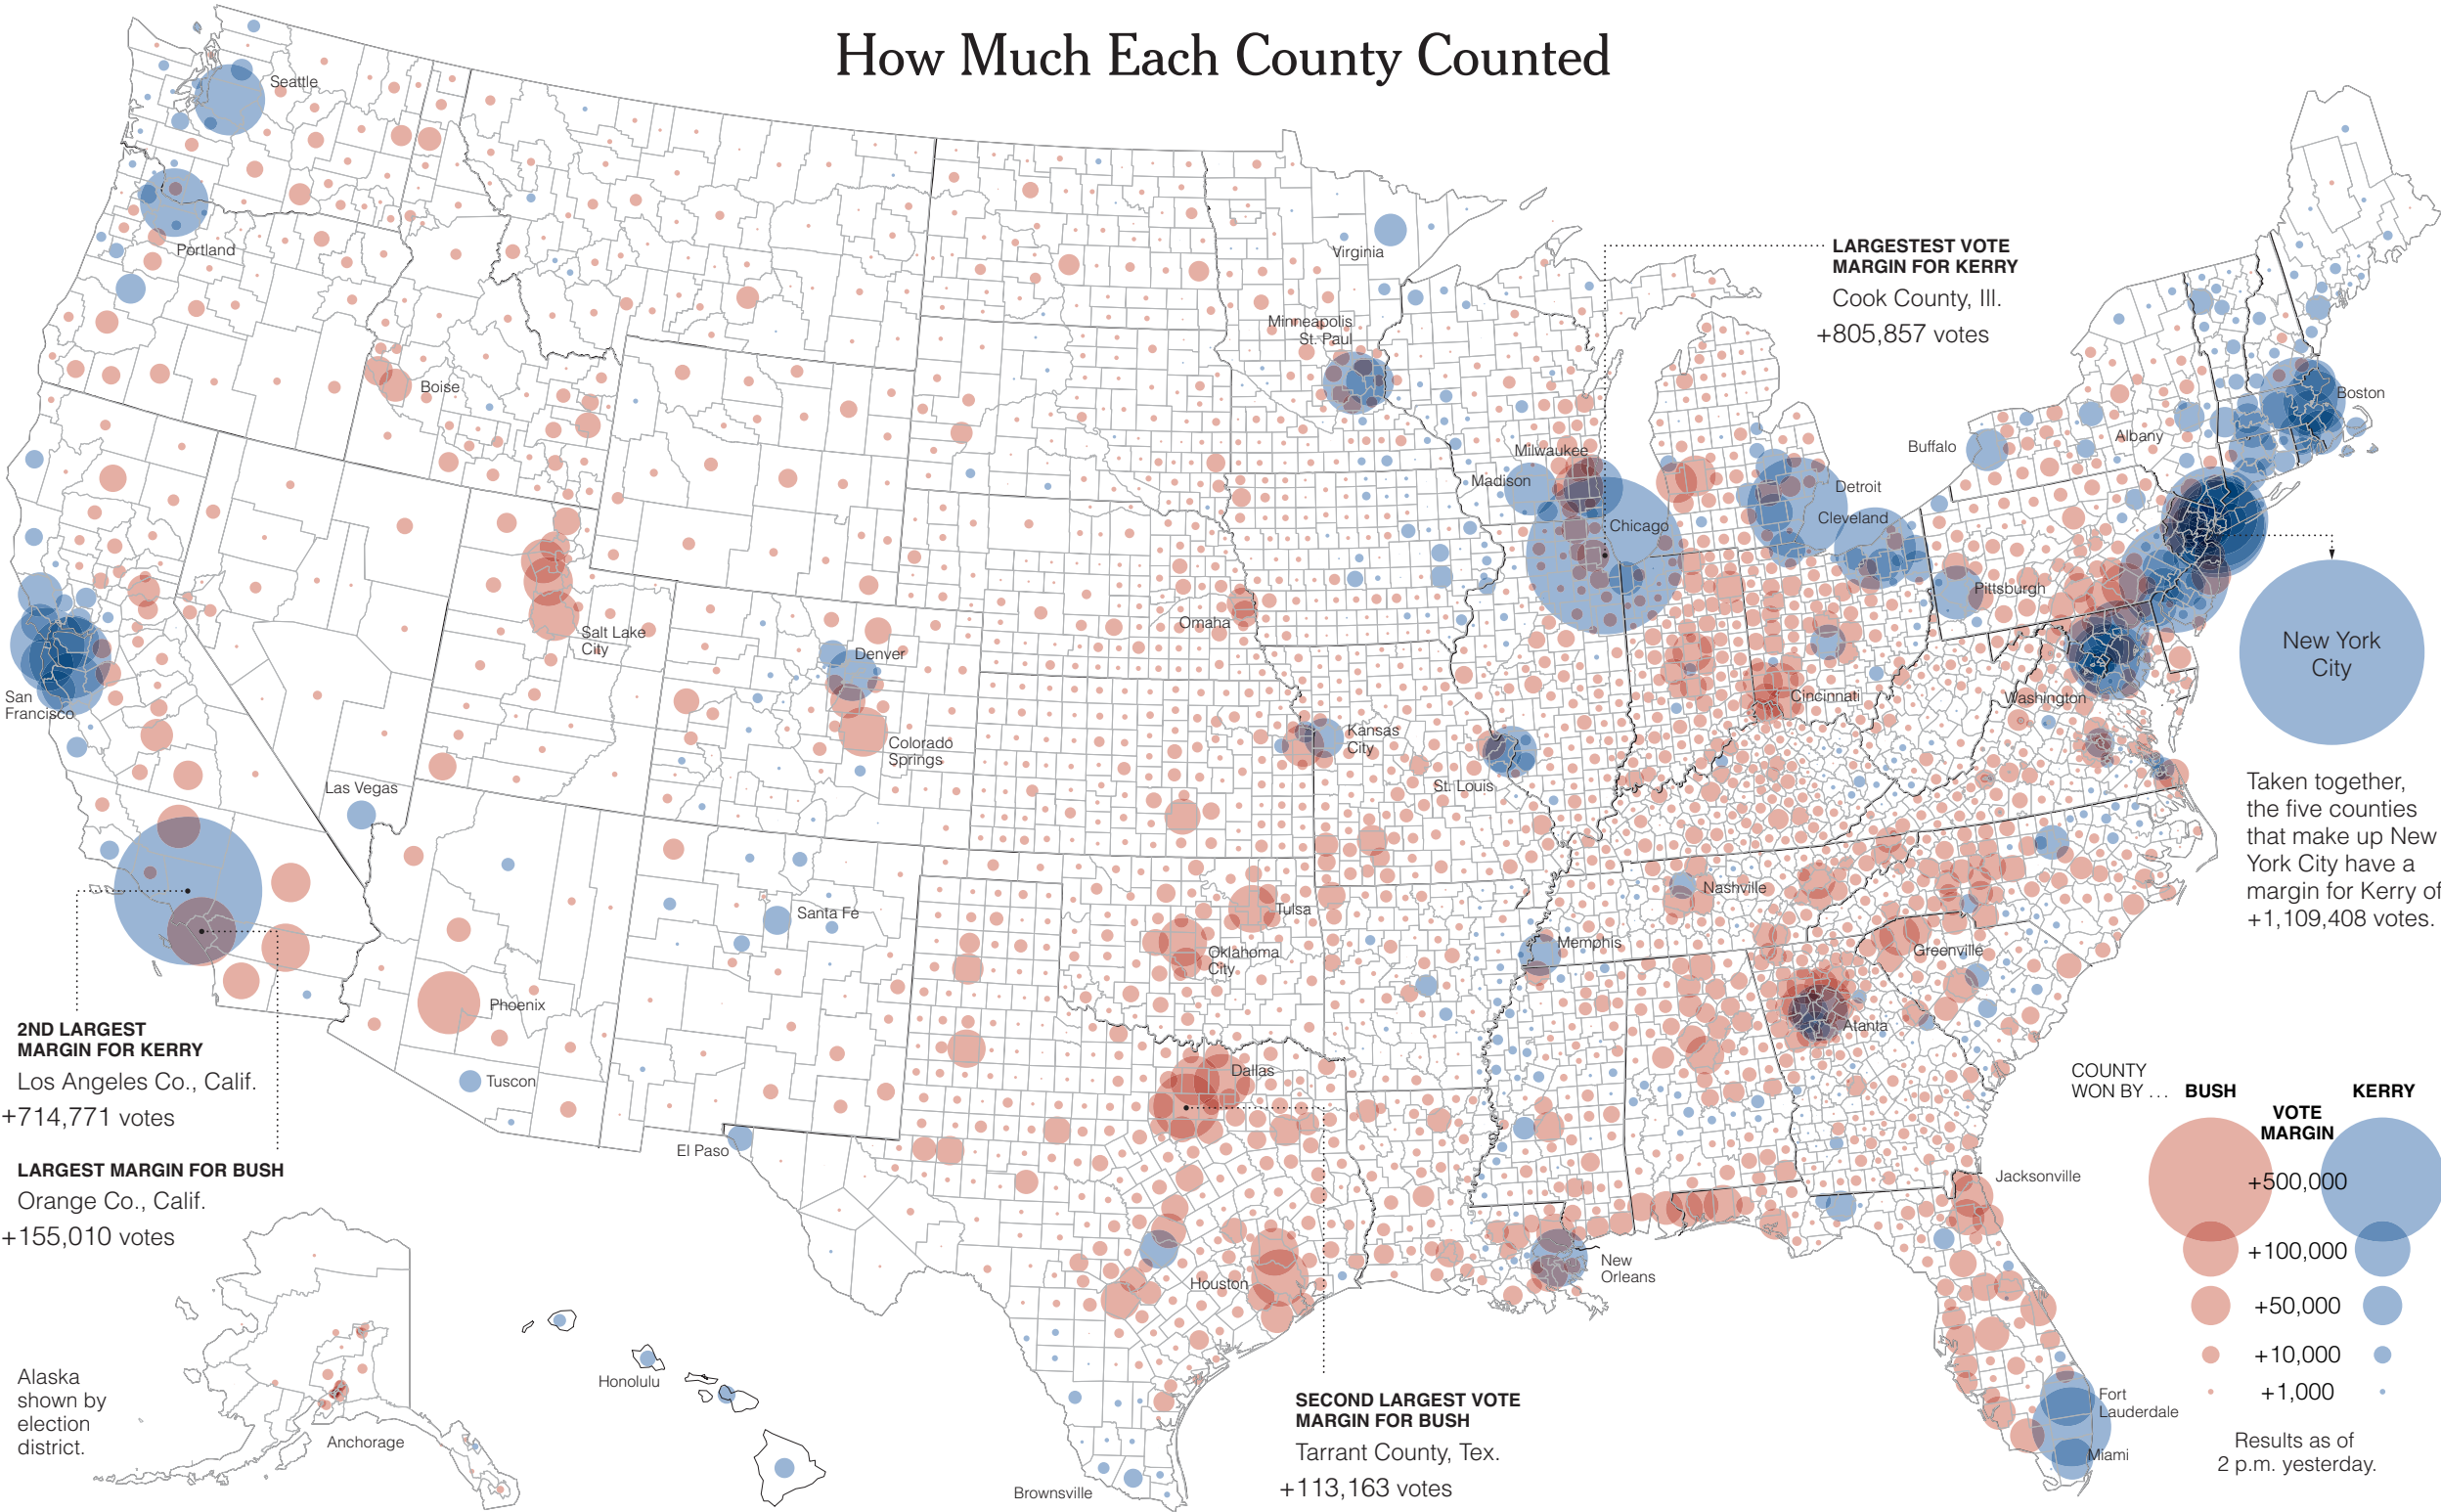 How Much Each County Counted
Seattle
Portland
Boise
Virginia
Minneapolis
St. Paul
LARGESTEST VOTE
MARGIN FOR KERRY
Cook County, Ill.
+805,857 votes
Milwaukee
Madison
Chicago
Detroit
Cleveland
Buffalo
Albany
Boston
Pittsburgh
New York
City
Omaha
Salt Lake
City
Denver
Colorado
Springs
Kansas
City
St. Louis
Cincinnati
Washington
San
Francisco
Las Vegas
Taken together,
the five counties
that make up New
York City have a
margin for Kerry of
+1,109,408 votes.
Santa Fe
Tulsa
Oklahoma
City
Nashville
Memphis
Greenville
Phoenix
Atanta
2ND LARGEST
MARGIN FOR KERRY
Los Angeles Co., Calif.
+714,771 votes
Tuscon
Dallas
El Paso
LARGEST MARGIN FOR BUSH
Orange Co., Calif.
+155,010 votes
Jacksonville
New
Orleans
Houston
COUNTY
WON BY ...
BUSH
KERRY
VOTE
MARGIN
+500,000
+100,000
+50,000
+10,000
+1,000
Results as of
2 p.m. yesterday.
Fort
Lauderdale
Miami
Alaska
shown by
election
district.
Anchorage
Honolulu
Brownsville
SECOND LARGEST VOTE
MARGIN FOR BUSH
Tarrant County, Tex.
+113,163 votes